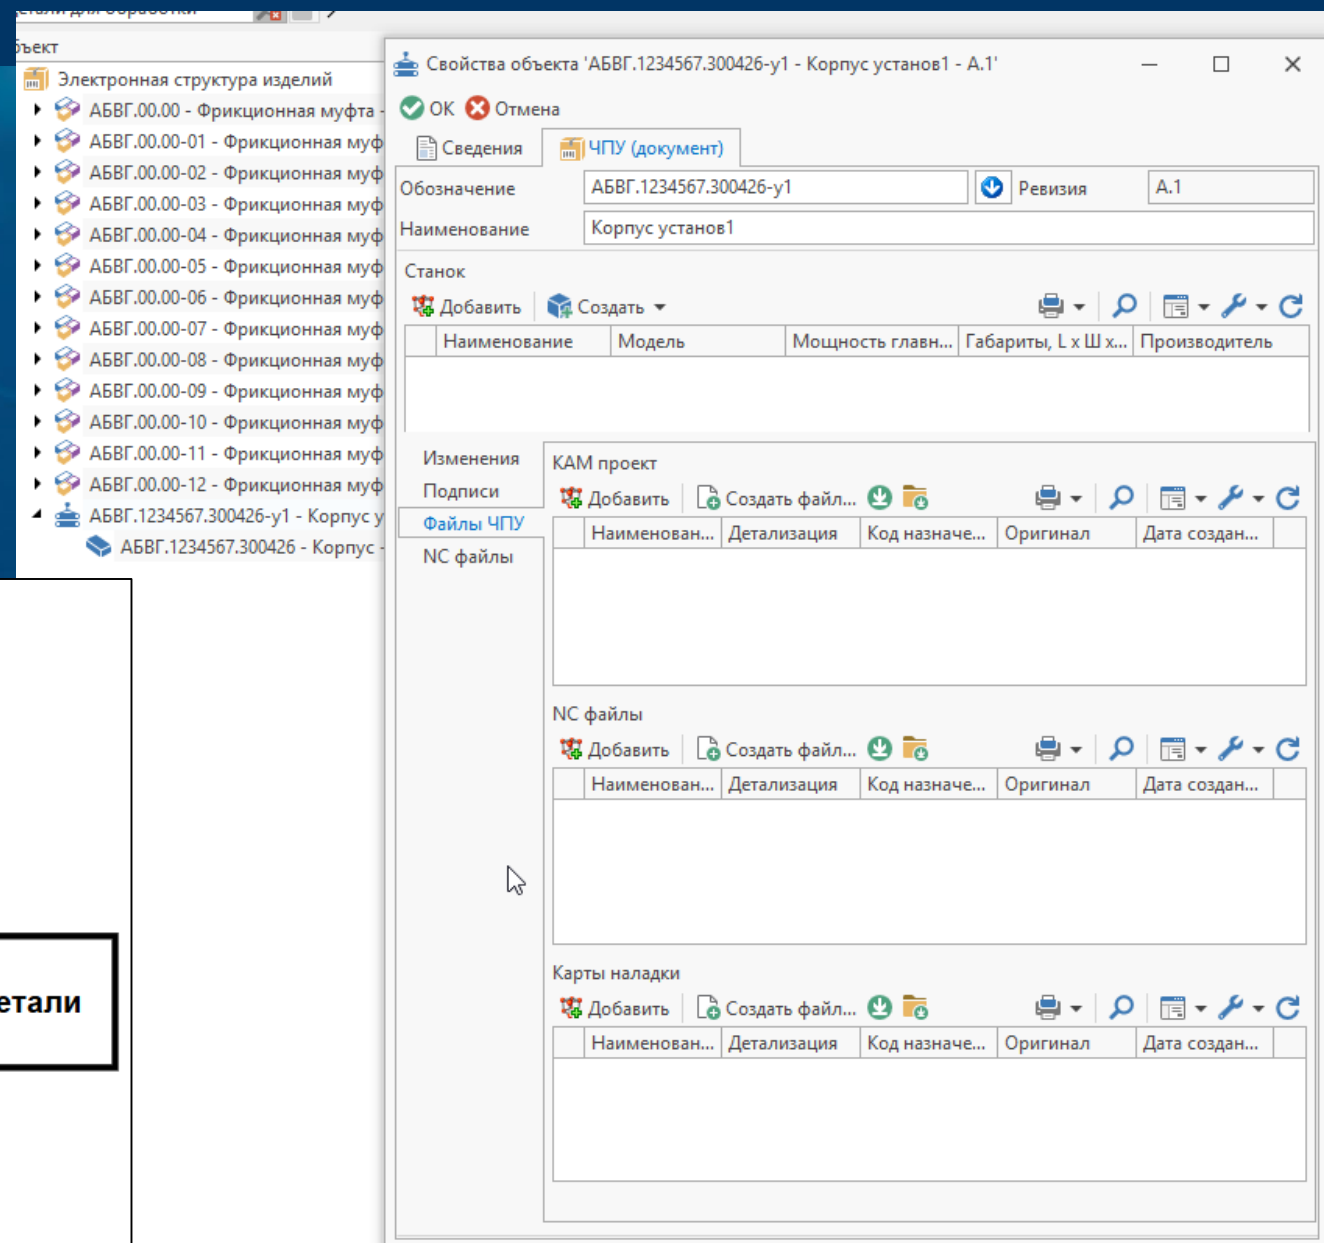 бъект
Электронная структура изделий
АБВГ.00.00 - Фрикционная муфта -
АБВГ.00.00-01 - Фрикционная муф
АБВГ.00.00-02 - Фрикционная муф
АБВГ.00.00-03 - Фрикционная муф
АБВГ.00.00-04 - Фрикционная муф
АБВГ.00.00-05 - Фрикционная муф
АБВГ.00.00-06 - Фрикционная муф
АБВГ.00.00-07 - Фрикционная муф
АБВГ.00.00-08 - Фрикционная муф
АБВГ.00.00-09 - Фрикционная муф
АБВГ.00.00-10 - Фрикционная муф
АБВГ.00.00-11 - Фрикционная муф
АБВГ.00.00-12 - Фрикционная муф
АБВГ.1234567.300426-у1 - Корпус у
АБВГ.1234567.300426 - Корпус -
етали
Свойства объекта 'АБВГ.1234567.300426-у1 - Корпус установ1 - А.1'
ОК Отмена
Сведения ЧПУ (документ)
Обозначение АБВГ.1234567.300426-у1 Ревизия А.1
Наименование Корпус установ1
Станок
Добавить Создать
Наименование Модель Мощность главн... Габариты, L x Ш х... Производитель
Изменения
Подписи
Файлы ЧПУ
NC файлы
КАМ проект
Добавить Создать файл...
Наименован... Детализация Код назначе... Оригинал Дата создан...
NC файлы
Добавить Создать файл...
Наименован... Детализация Код назначе... Оригинал Дата создан...
Карты наладки
Добавить Создать файл...
Наименован... Детализация Код назначе... Оригинал Дата создан...